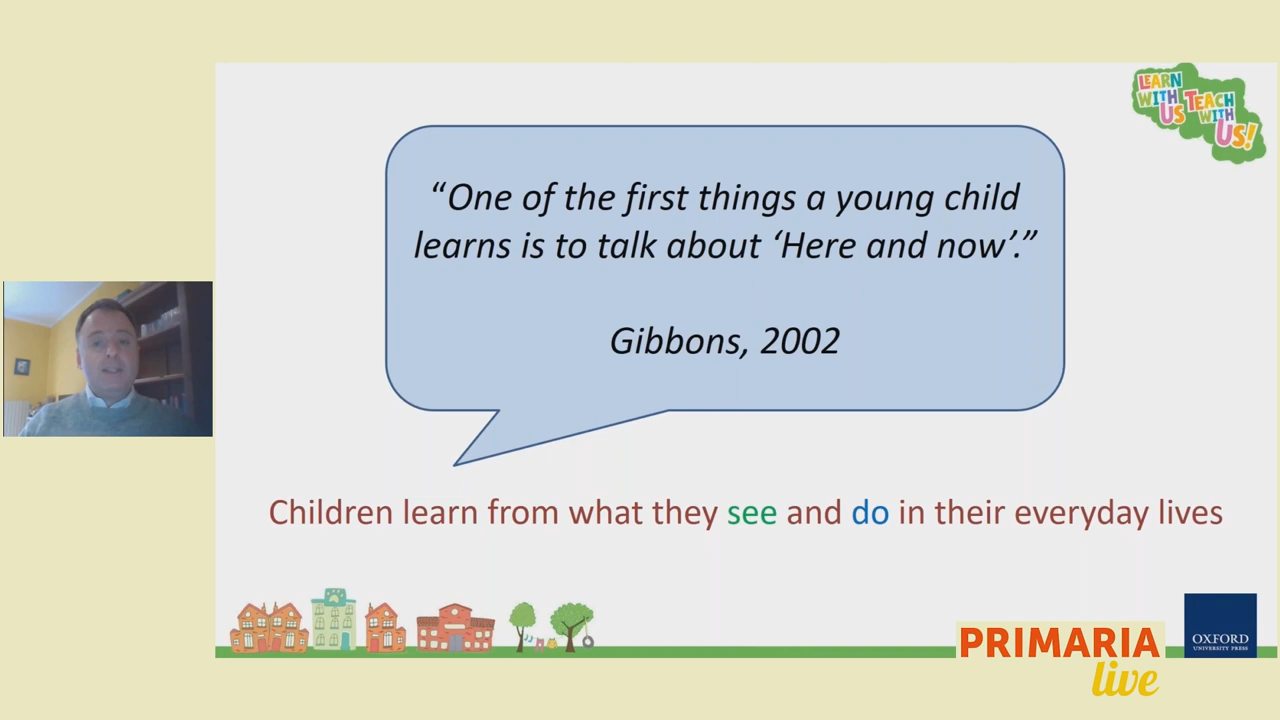 LEARN
WITH
US TEACH
WITH
US!
“One of the first things a young child
learns is to talk about ‘Here and now’.”
Gibbons, 2002
Children learn from what they see and do in their everyday lives
PRIMARIA
live
OXFORD
UNIVERSITY PRESS